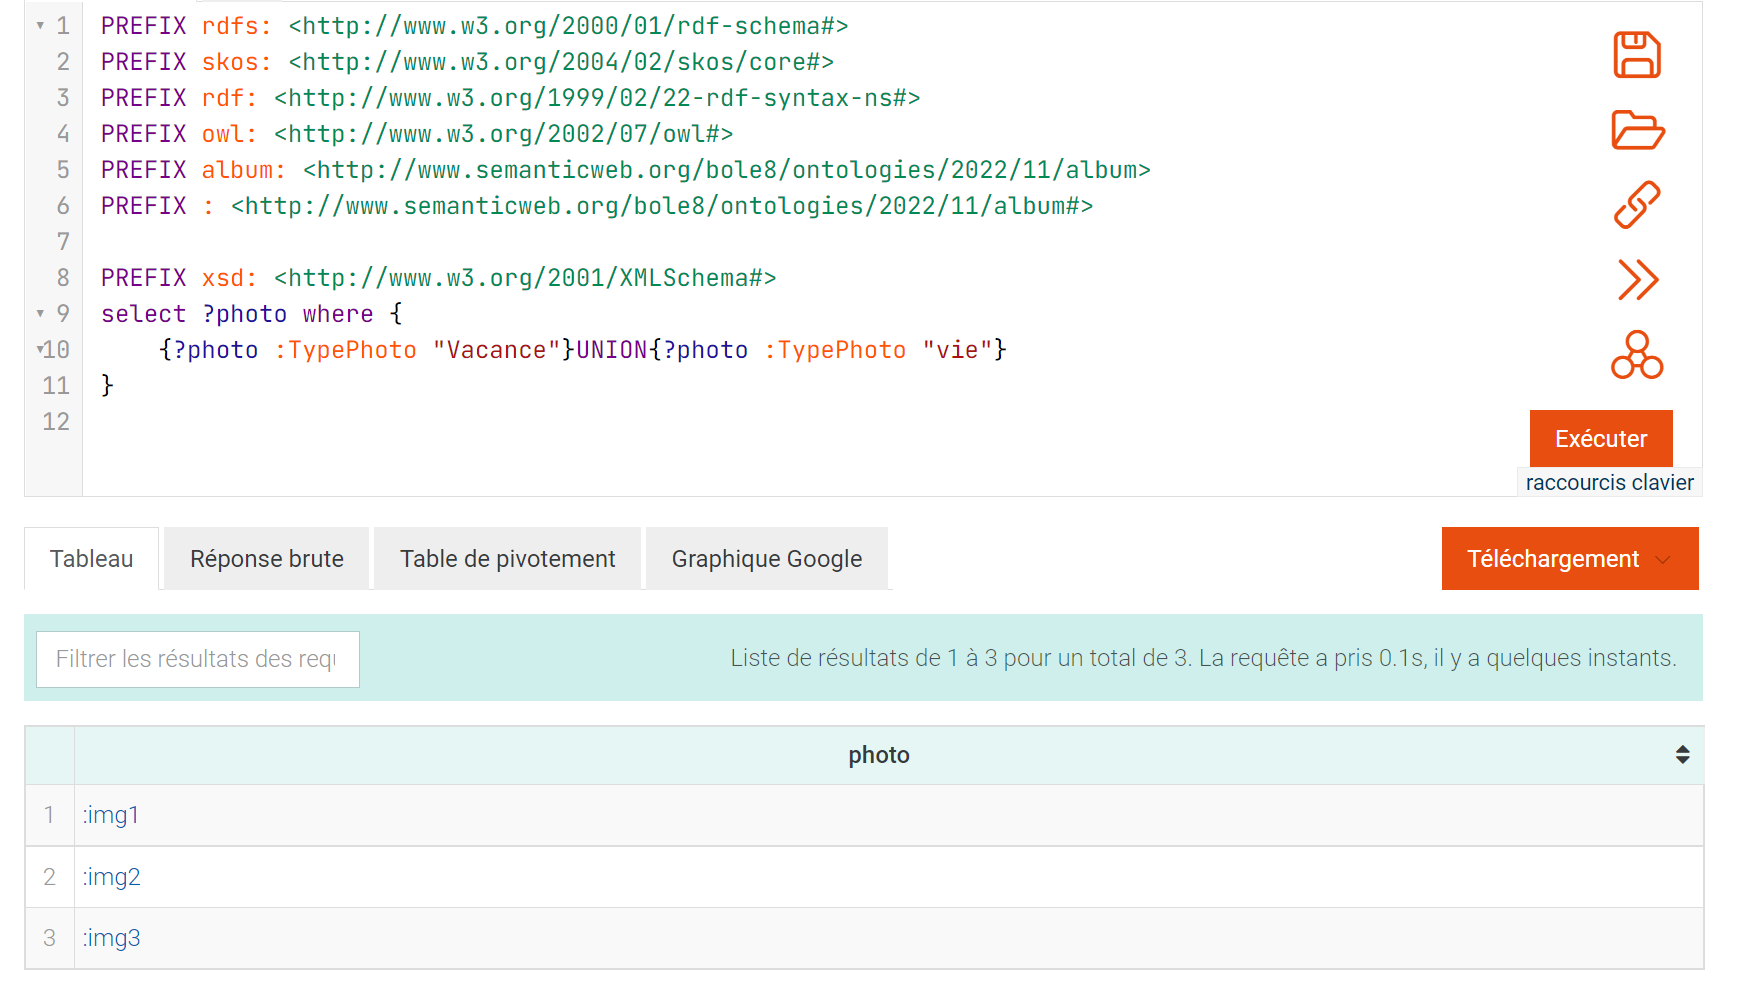 1 PREFIX rdfs: <http://www.w3.org/2000/01/rdf-schema#>
2 PREFIX skos: <http://www.w3.org/2004/02/skos/core#>
3 PREFIX rdf: <http://www.w3.org/1999/02/22-rdf-syntax-ns#>
4 PREFIX owl: <http://www.w3.org/2002/07/owl#>
5 PREFIX album: <http://www.semanticweb.org/bole8/ontologies/2022/11/album>
6 PREFIX : <http://www.semanticweb.org/bole8/ontologies/2022/11/album#>
7
8 PREFIX xsd: <http://www.w3.org/2001/XMLSchema#>
9 select ?photo where {
10 {?photo :TypePhoto "Vacance"}UNION{?photo :TypePhoto "vie"}
11 }
12
Exécuter
raccourcis clavier
Tableau Réponse brute Table de pivotement Graphique Google Téléchargement
Filtrer les résultats des requ Liste de résultats de 1 à 3 pour un total de 3. La requête a pris 0.1s, il y a quelques instants.
photo
1 :img1
2 :img2
3 :img3